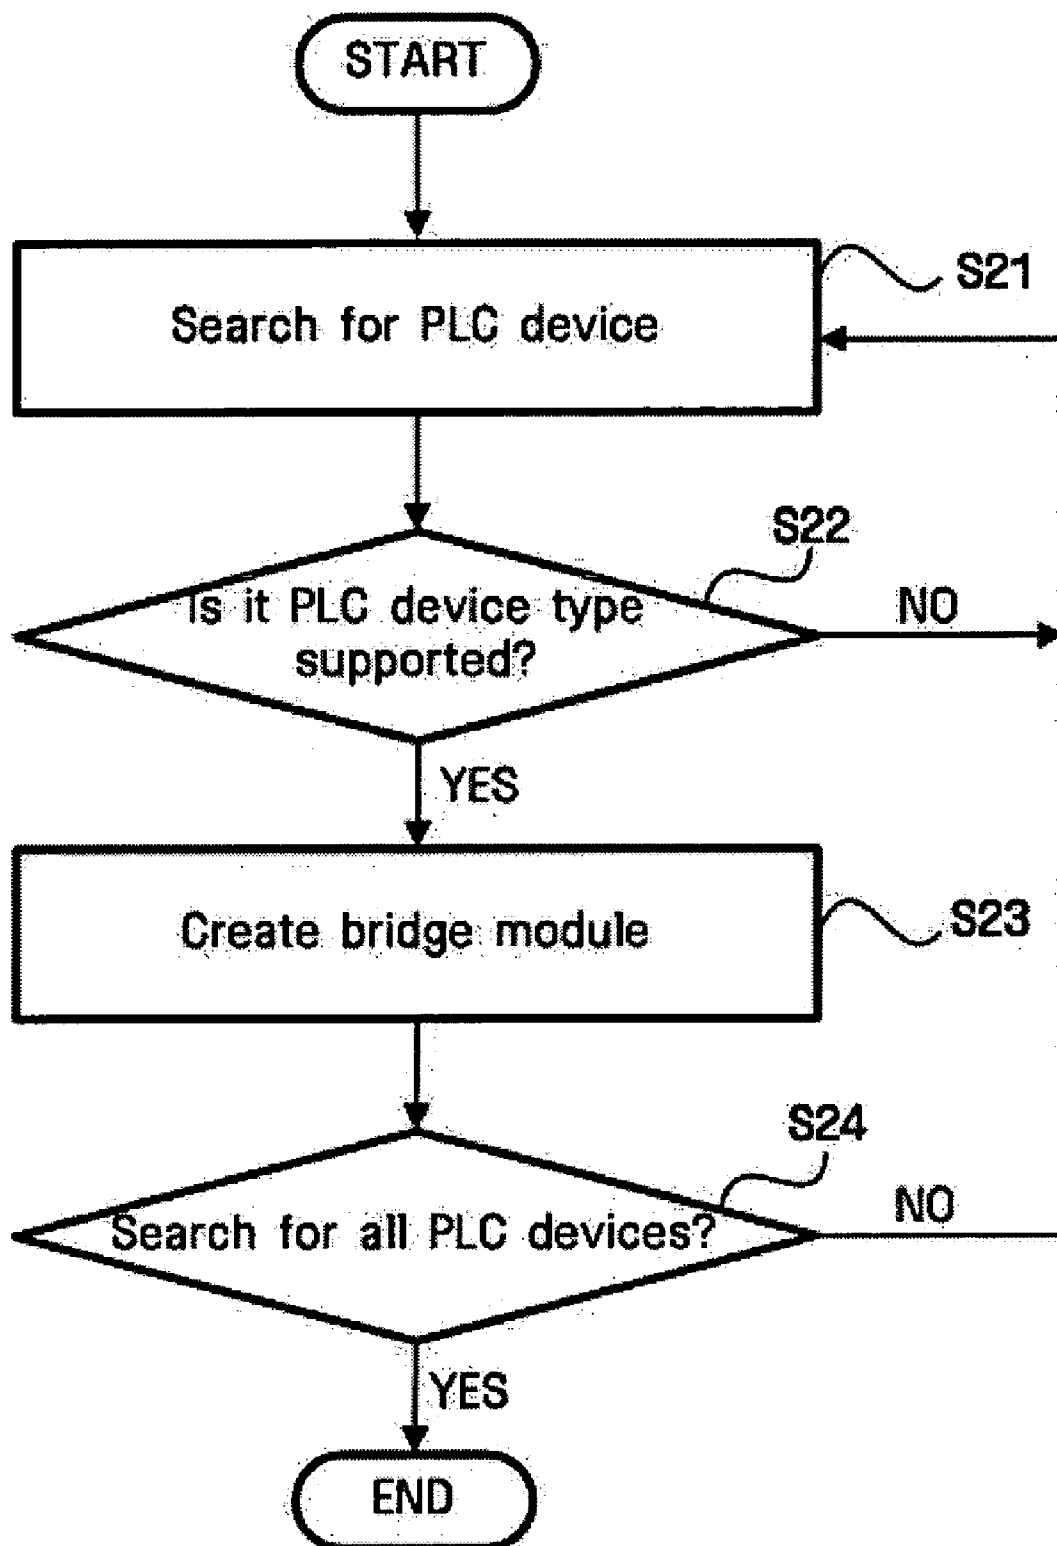 START
Search for PLC device
S21
S22
Is it PLC device type
supported?
NO
YES
Create bridge module
S23
S24
Search for all PLC devices?
NO
YES
END